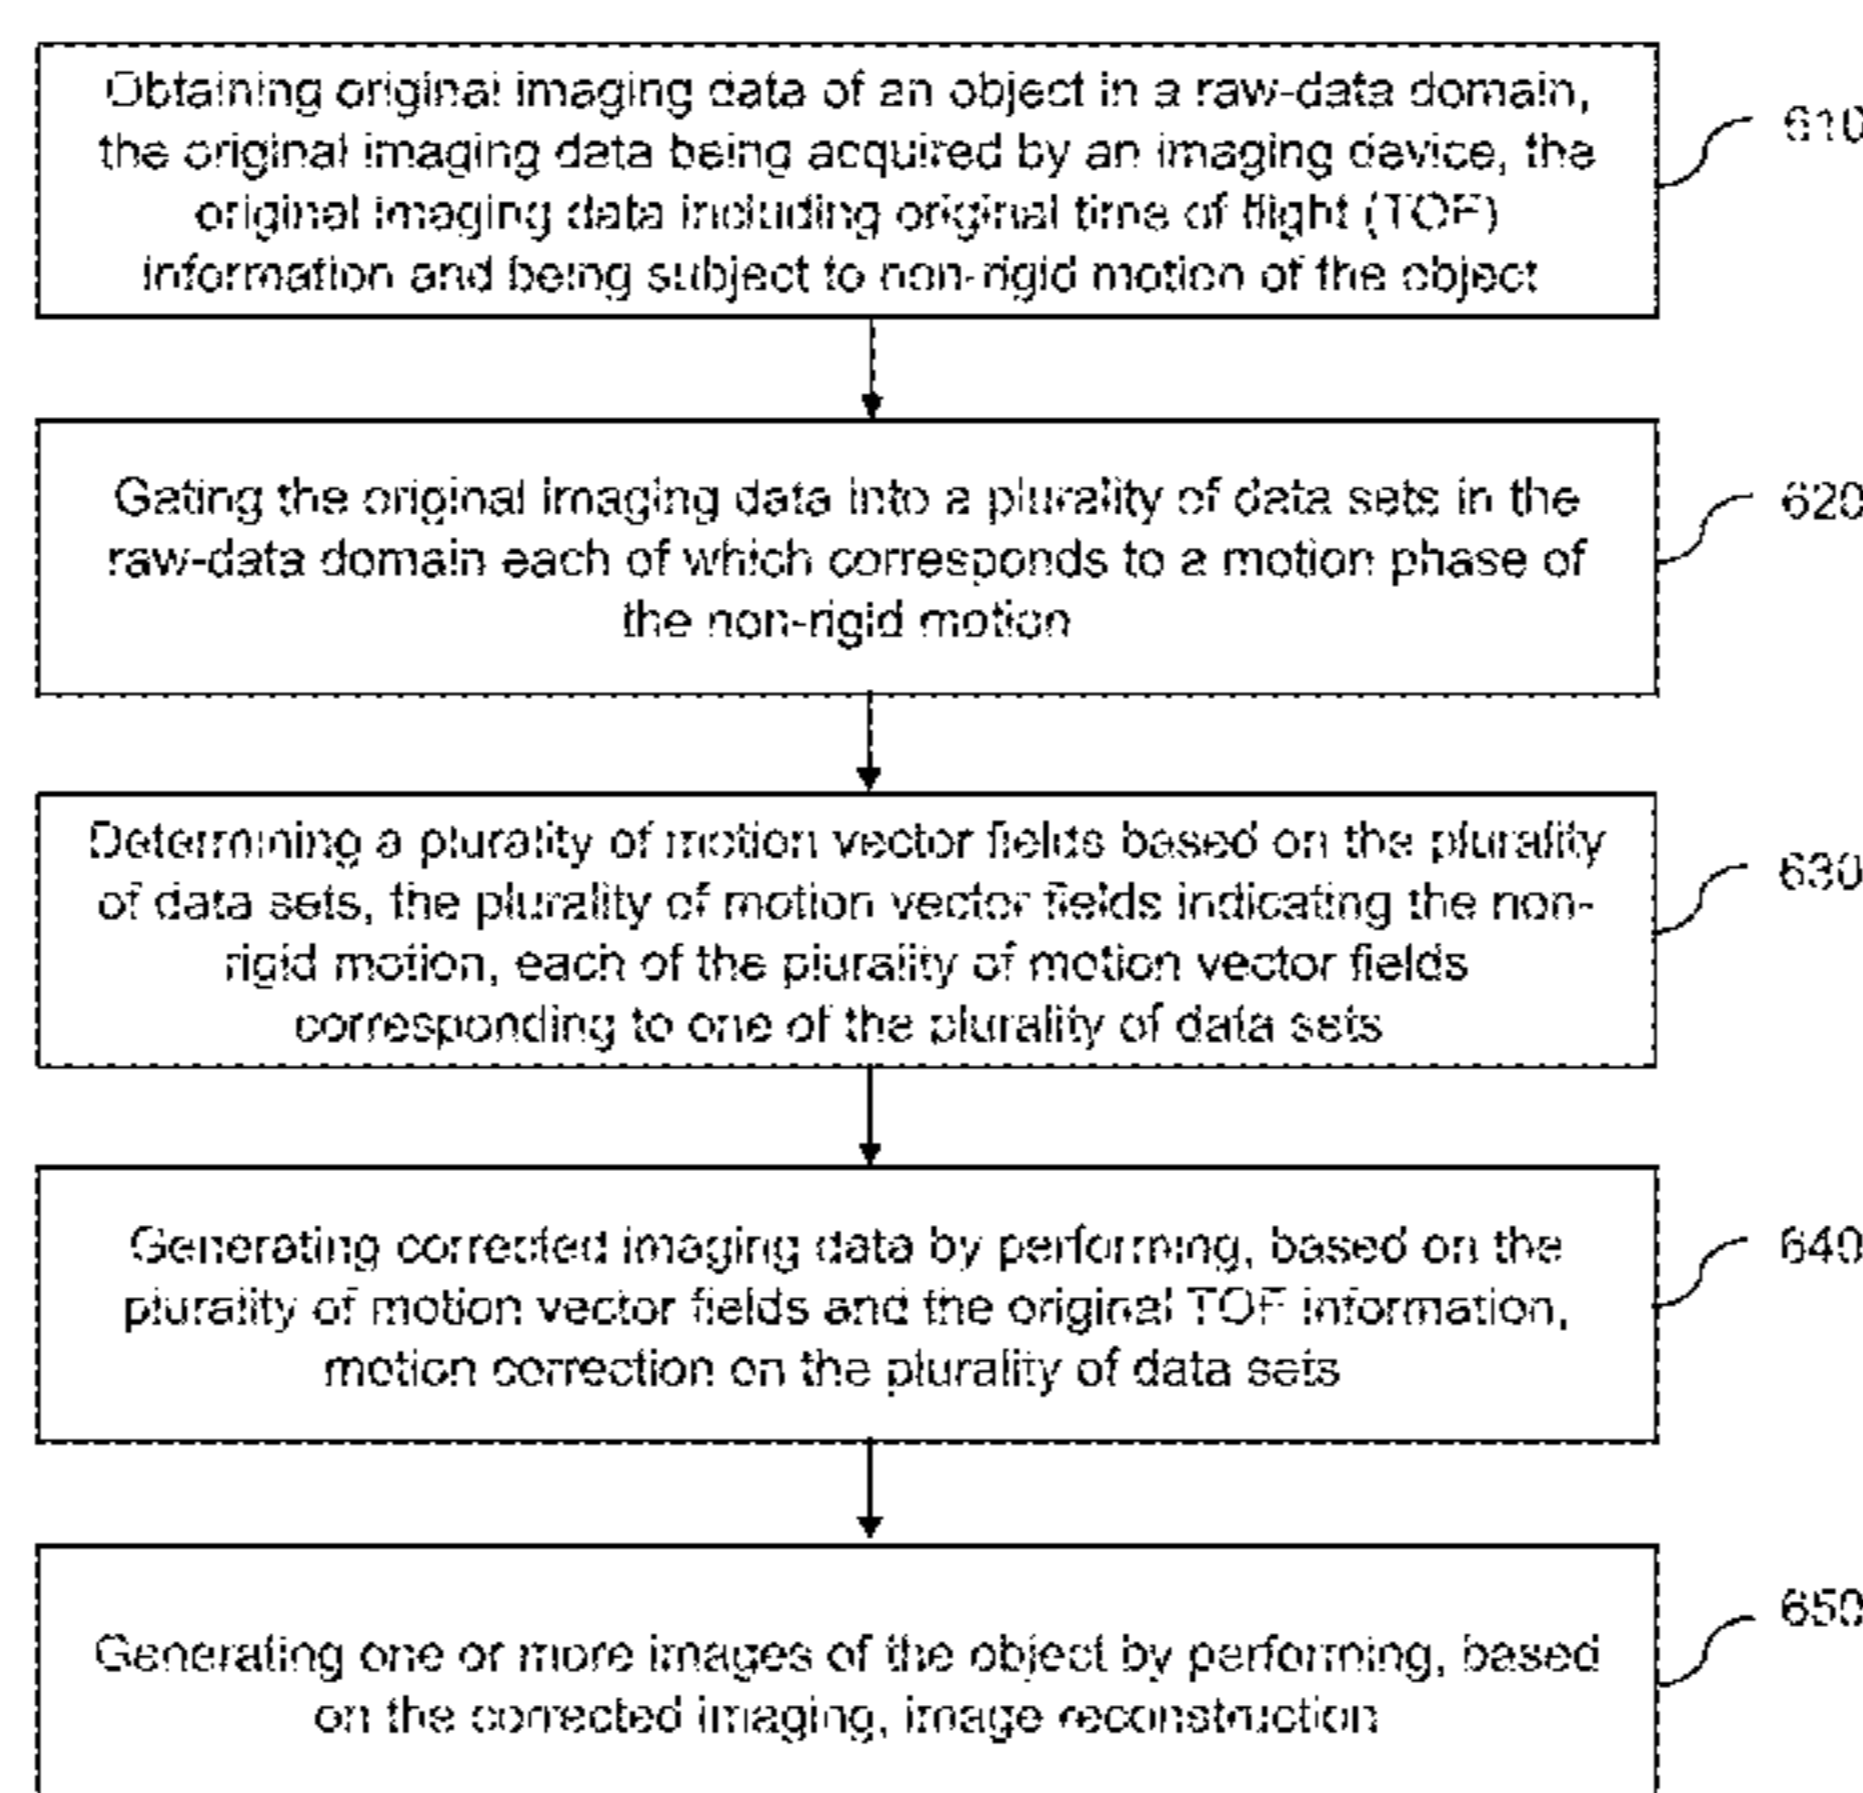 Obtaining original imaging data of an object in a raw-data domain,
the original imaging data being acquired by an imaging device, the
original imaging data including original time of flight (TOF)
information and being subject to non-rigid motion of the object
610
Gating the original imaging data into a plurality of data sets in the
raw-data domain each of which corresponds to a motion phase of
the non-rigid motion
620
Determining a plurality of motion vector fields based on the plurality
of data sets, the plurality of motion vector fields indicating the non-
rigid motion, each of the plurality of motion vector fields
corresponding to one of the plurality of data sets
630
Generating corrected imaging data by performing, based on the
plurality of motion vector fields and the original TOF information,
motion correction on the plurality of data sets
640
Generating one or more images of the object by performing, based
on the corrected imaging, image reconstruction
650